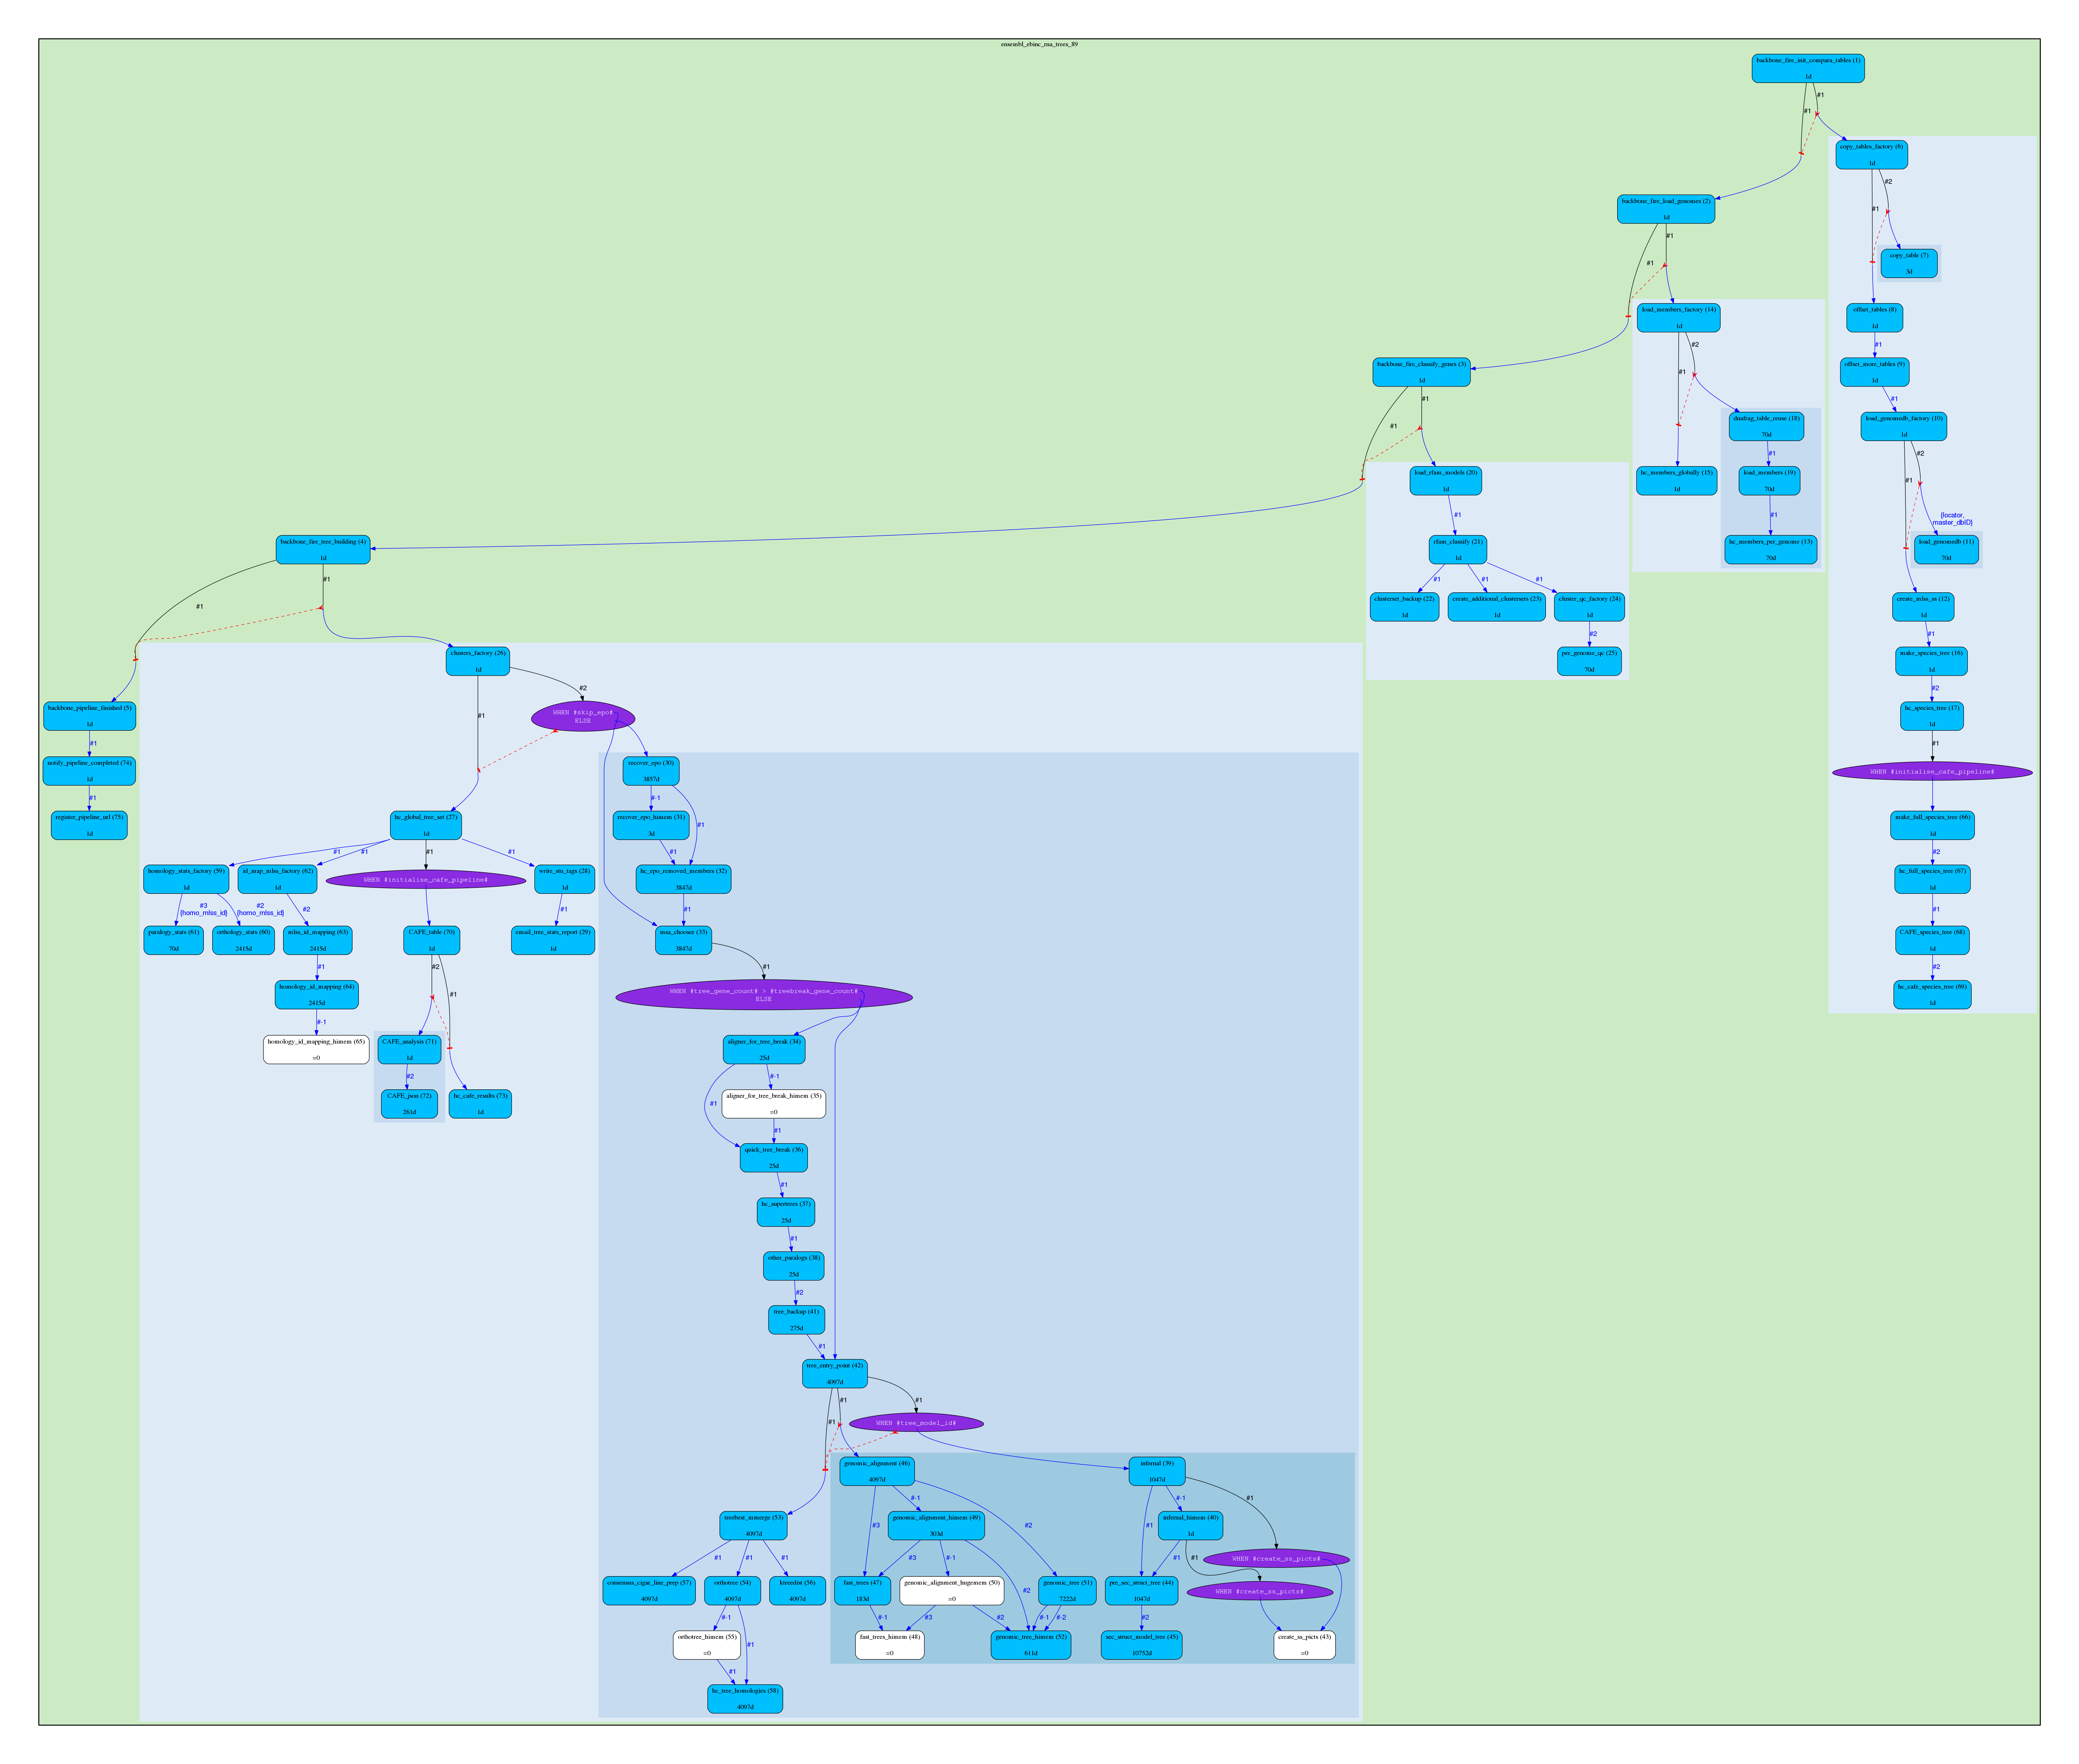 ensembl_ebinc_rna_trees_89
backbone_fire_init_compara_tables (1)
1d
#1
#1
copy_tables_factory (6)
1d
#2
#1
backbone_fire_load_genomes (2)
1d
#1
#1
copy_table (7)
3d
load_members_factory (14)
1d
#2
#1
offset_tables (8)
1d
#1
backbone_fire_classify_genes (3)
1d
#1
#1
offset_more_tables (9)
1d
#1
dnafrag_table_reuse (18)
70d
#1
load_genomedb_factory (10)
1d
#2
#1
load_rfam_models (20)
1d
#1
hc_members_globally (15)
1d
load_members (19)
70d
#1
{locator,
master_dbID}
backbone_fire_tree_building (4)
1d
#1
#1
rfam_classify (21)
1d
#1
#1
#1
hc_members_per_genome (13)
70d
load_genomedb (11)
70d
clusterset_backup (22)
1d
create_additional_clustersets (23)
1d
cluster_qc_factory (24)
1d
#2
create_mlss_ss (12)
1d
#1
clusters_factory (26)
1d
#2
#1
per_genome_qc (25)
70d
make_species_tree (16)
1d
#2
backbone_pipeline_finished (5)
1d
#1
WHEN #skip_epo#
ELSE
hc_species_tree (17)
1d
#1
notify_pipeline_completed (74)
1d
#1
recover_epo (30)
3857d
#-1
#1
WHEN #initialise_cafe_pipeline#
register_pipeline_url (75)
1d
hc_global_tree_set (27)
1d
#1
#1
#1
#1
recover_epo_himem (31)
3d
#1
make_full_species_tree (66)
1d
#2
homology_stats_factory (59)
1d
#3
{homo_mlss_id}
#2
{homo_mlss_id}
id_map_mlss_factory (62)
1d
#2
WHEN #initialise_cafe_pipeline#
write_stn_tags (28)
1d
#1
hc_epo_removed_members (32)
3847d
#1
hc_full_species_tree (67)
1d
#1
paralogy_stats (61)
70d
orthology_stats (60)
2415d
mlss_id_mapping (63)
2415d
#1
CAFE_table (70)
1d
#2
#1
email_tree_stats_report (29)
1d
msa_chooser (33)
3847d
#1
CAFE_species_tree (68)
1d
#2
homology_id_mapping (64)
2415d
#-1
WHEN #tree_gene_count# > #treebreak_gene_count#
ELSE
hc_cafe_species_tree (69)
1d
homology_id_mapping_himem (65)
=0
CAFE_analysis (71)
1d
#2
aligner_for_tree_break (34)
25d
#-1
#1
CAFE_json (72)
261d
hc_cafe_results (73)
1d
aligner_for_tree_break_himem (35)
=0
#1
quick_tree_break (36)
25d
#1
hc_supertrees (37)
25d
#1
other_paralogs (38)
25d
#2
tree_backup (41)
275d
#1
tree_entry_point (42)
4097d
#1
#1
#1
WHEN #tree_model_id#
genomic_alignment (46)
4097d
#-1
#3
#2
infernal (39)
1047d
#-1
#1
#1
treebest_mmerge (53)
4097d
#1
#1
#1
genomic_alignment_himem (49)
303d
#3
#-1
#2
infernal_himem (40)
1d
#1
#1
WHEN #create_ss_picts#
consensus_cigar_line_prep (57)
4097d
orthotree (54)
4097d
#-1
#1
ktreedist (56)
4097d
fast_trees (47)
183d
#-1
genomic_alignment_hugemem (50)
=0
#3
#2
genomic_tree (51)
7222d
#-1
#-2
pre_sec_struct_tree (44)
1047d
#2
WHEN #create_ss_picts#
orthotree_himem (55)
=0
#1
fast_trees_himem (48)
=0
genomic_tree_himem (52)
611d
sec_struct_model_tree (45)
10752d
create_ss_picts (43)
=0
hc_tree_homologies (58)
4097d